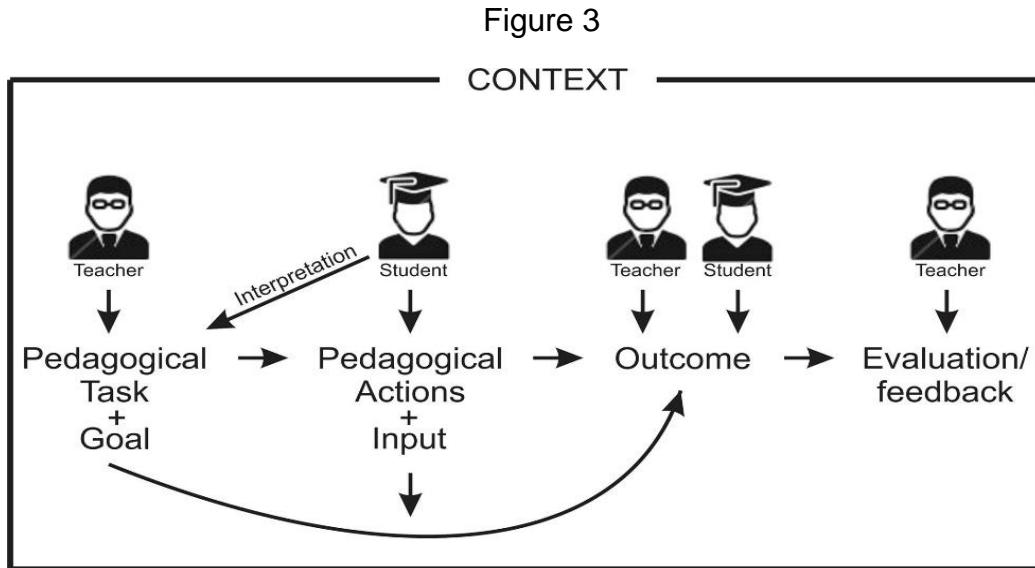 Figure 3
CONTEXT
Teacher
Student
Teacher
Student
Teacher
Interpretation
Pedagogical
Task
+
Goal
Pedagogical
Actions
+
Input
Outcome
Evaluation/
feedback